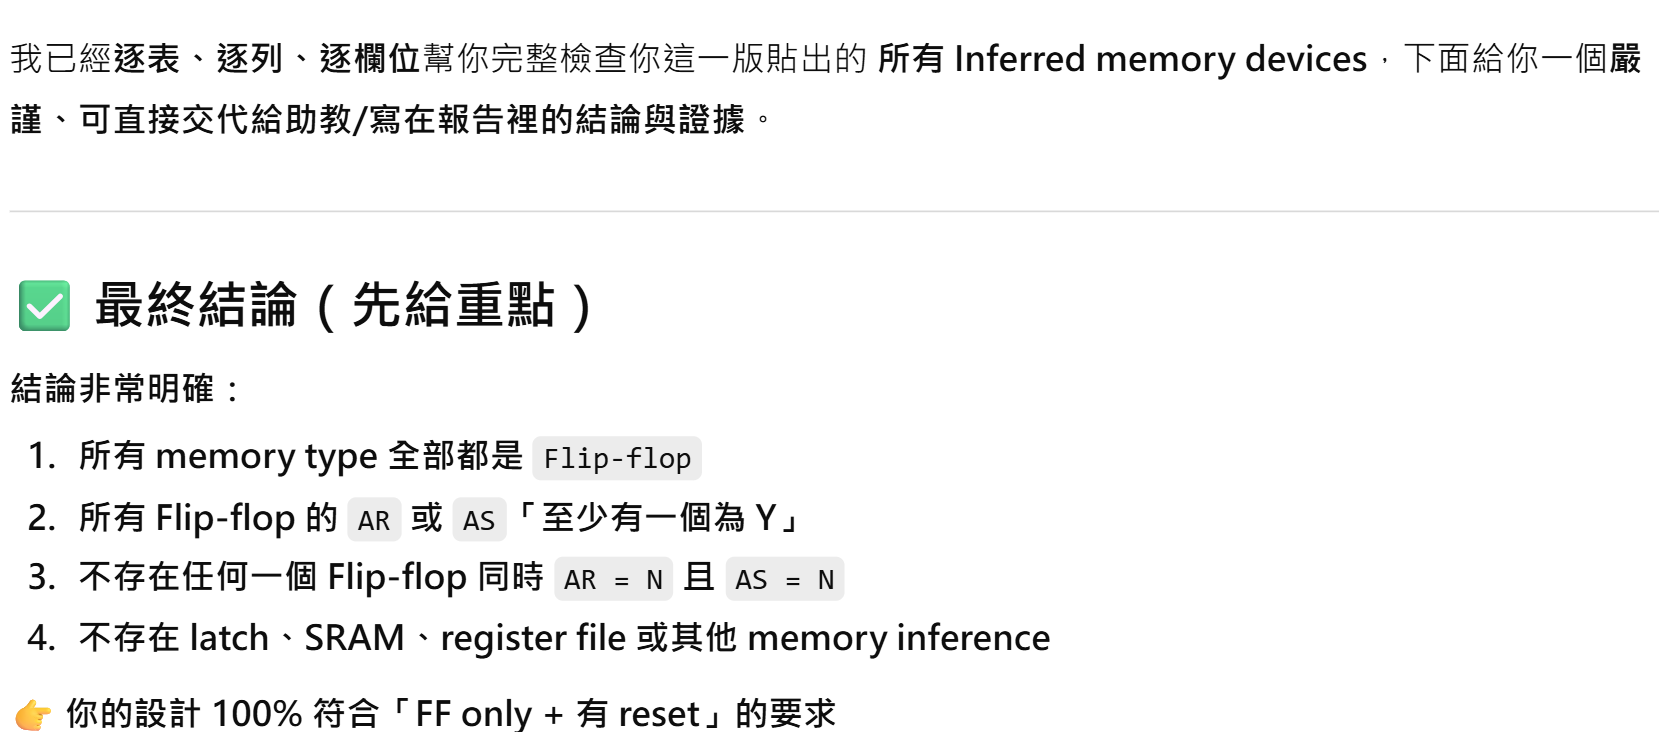 我已經逐表、逐列、逐欄位幫你完整檢查你這一版貼出的 所有 Inferred memory devices，下面給你一個嚴
謹、可直接交代給助教/寫在報告裡的結論與證據。
✅ 最終結論（先給重點）
結論非常明確：
1. 所有 memory type 全部都是 Flip-flop
2. 所有 Flip-flop 的 AR 或 AS「至少有一個為 Y」
3. 不存在任何一個 Flip-flop 同時 AR = N 且 AS = N
4. 不存在 latch、SRAM、register file 或其他 memory inference
👉 你的設計 100% 符合「FF only + 有 reset」的要求